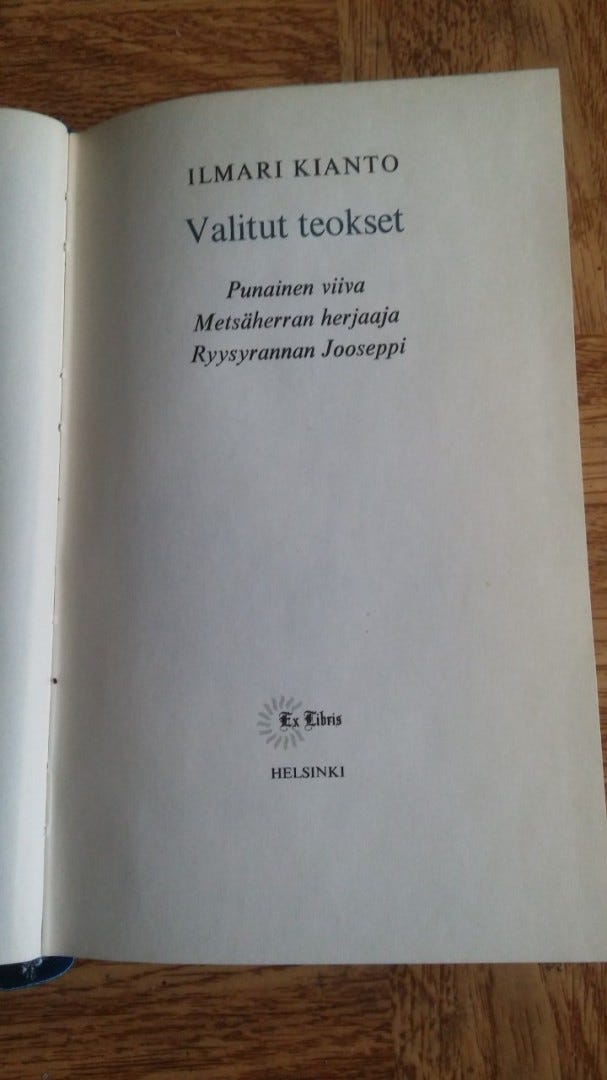 ILMARI KIANTO
Valitut teokset
Punainen viiva
Metsäherran herjaaja
Ryysyrannan Jooseppi
Ex Libris
HELSINKI